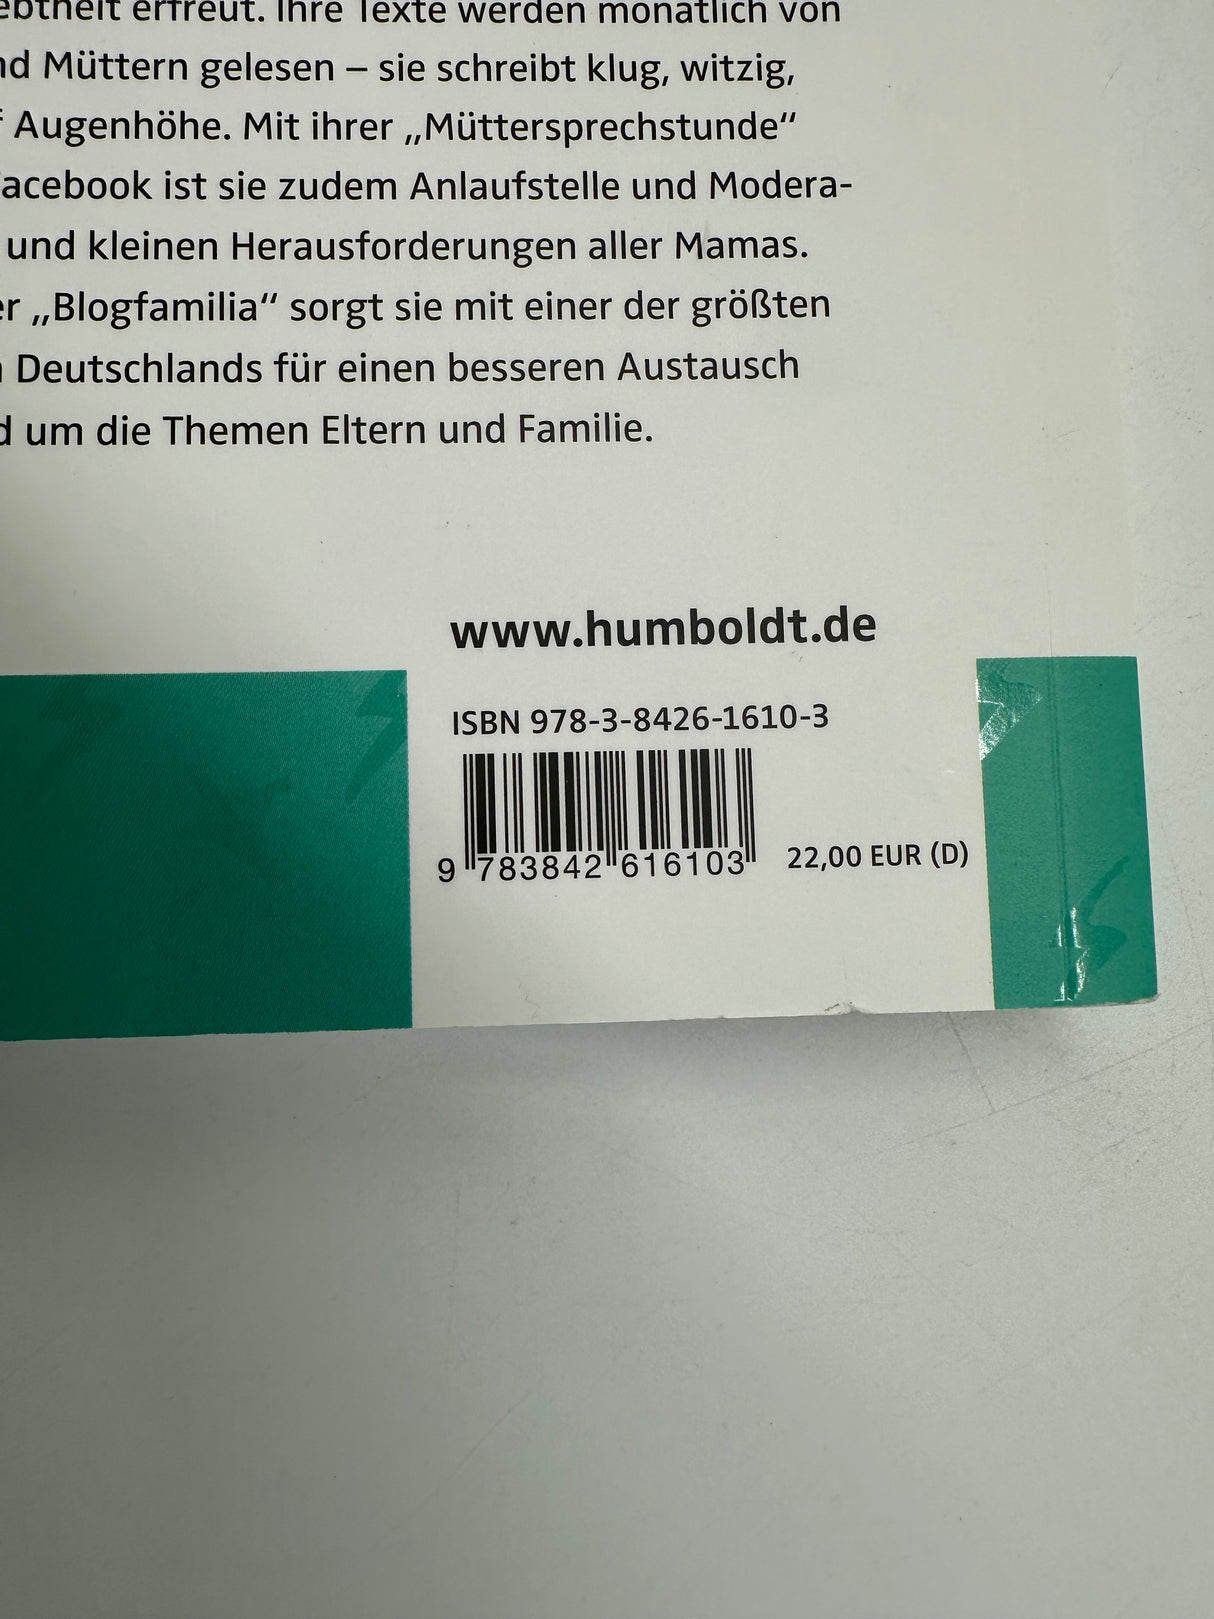 ebtheit erfreut. Ihre Texte werden monatlich von
nd Müttern gelesen – sie schreibt klug, witzig,
f Augenhöhe. Mit ihrer „Müttersprechstunde“
acebook ist sie zudem Anlaufstelle und Modera-
und kleinen Herausforderungen aller Mamas.
er „Blogfamilia“ sorgt sie mit einer der größten
n Deutschlands für einen besseren Austausch
d um die Themen Eltern und Familie.
www.humboldt.de
ISBN 978-3-8426-1610-3
9 783842 616103
22,00 EUR (D)